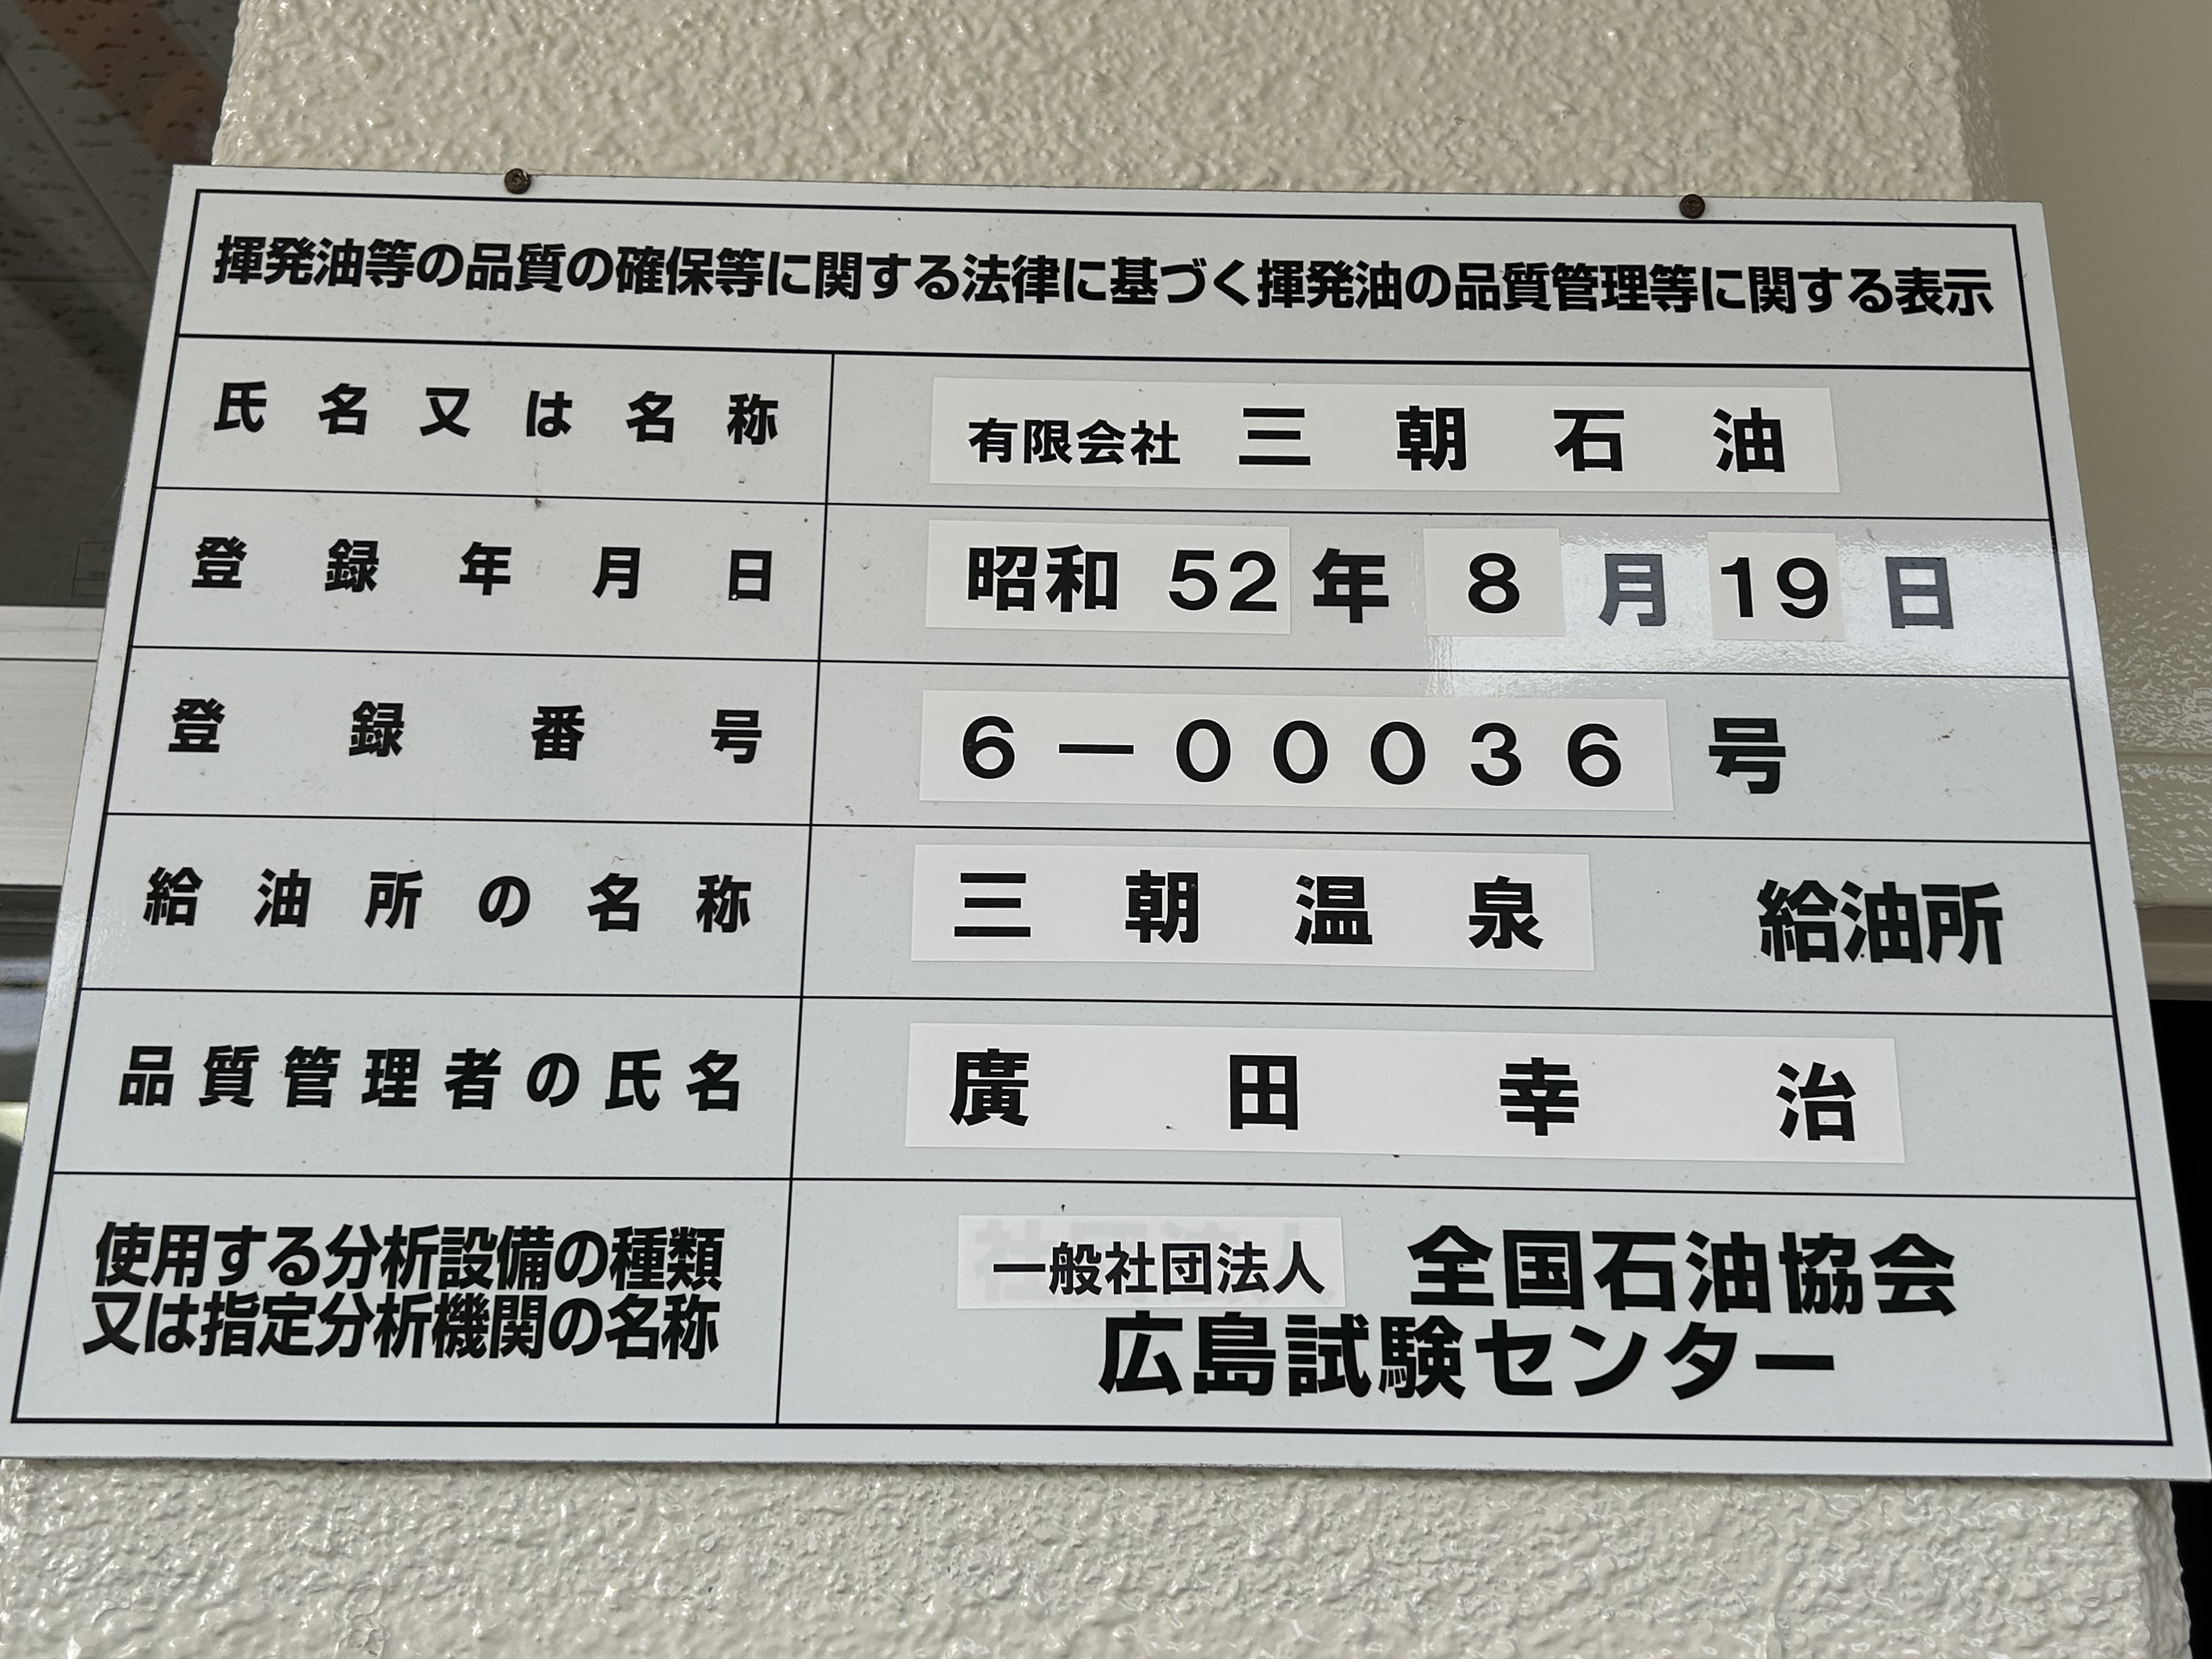 揮発油等の品質の確保等に関する法律に基づく揮発油の品質管理等に関する表示
氏名又は名称
有限会社 三朝石油
登録年月日
昭和 52 年 8 月 19 日
登録番号
6－00036 号
給油所の名称
三朝温泉 給油所
品質管理者の氏名
廣田幸治
使用する分析設備の種類
又は指定分析機関の名称
一般社団法人 全国石油協会
広島試験センター